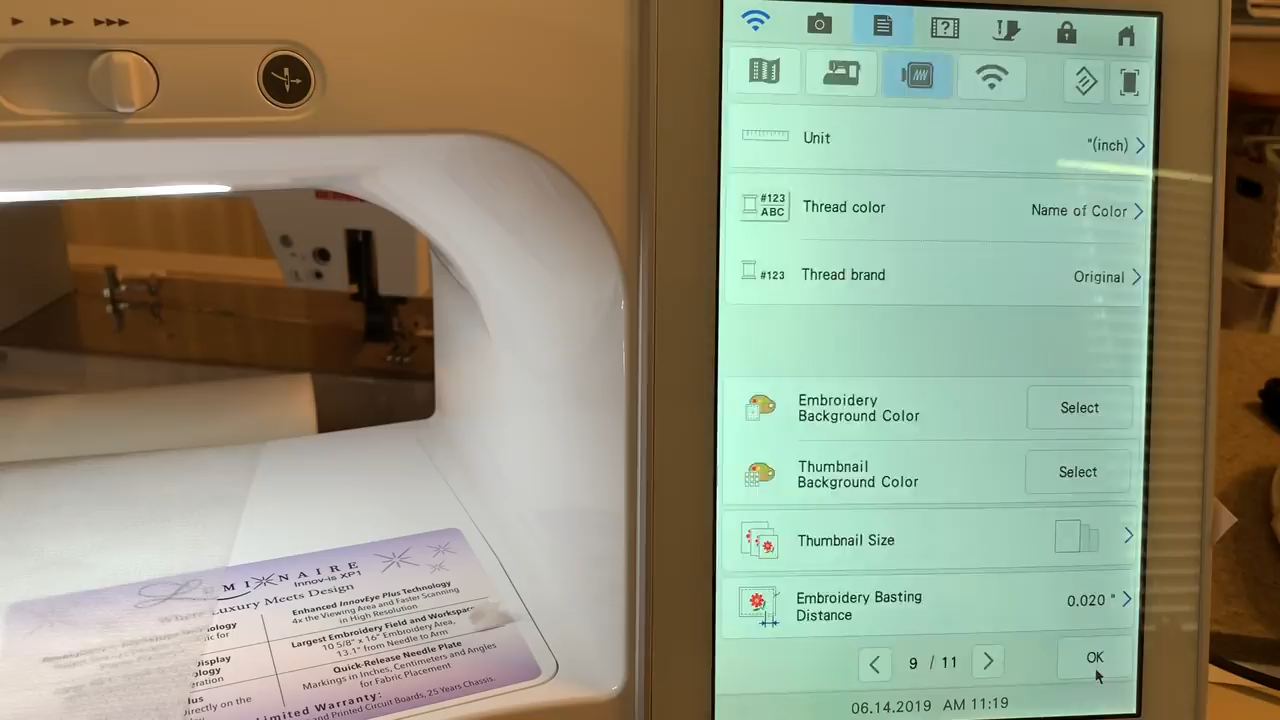 Unit
"(inch)
#123
ABC
Thread color
Name of Color
#123
Thread brand
Original
Embroidery
Background Color
Select
Thumbnail
Background Color
Select
Thumbnail Size
Embroidery Basting
Distance
0.020 "
9 / 11
OK
06.14.2019 AM 11:19
MIXNAIRE
Innov-is XP1
Luxury Meets Design
Enhanced InnovEye Plus Technology
4x the Viewing Area and Faster Scanning
in High Resolution
Largest Embroidery Field and Workspace
10 5/8" x 16" Embroidery Area,
13.1" from Needle to Arm
Quick-Release Needle Plate
Markings in Inches, Centimeters and Angles
for Fabric Placement
Limited Warranty:
and Printed Circuit Boards, 25 Years Chassis.